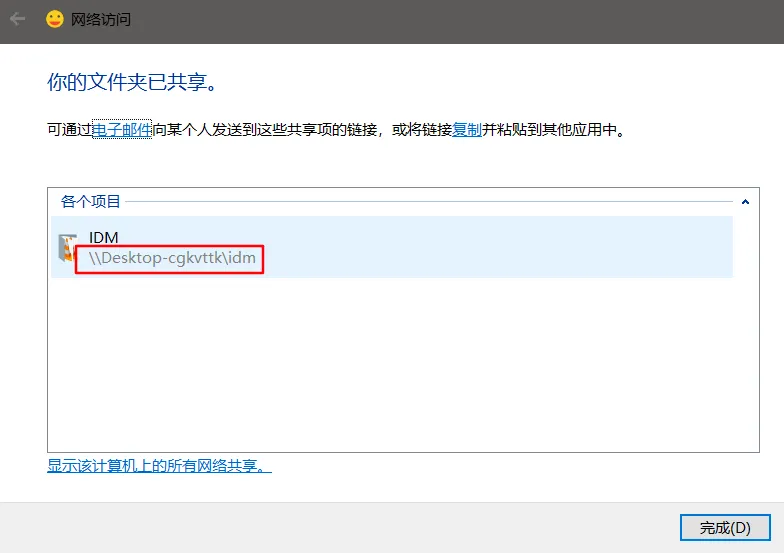 网络访问
你的文件夹已共享。
可通过电子邮件向某个人发送到这些共享项的链接，或将链接复制并粘贴到其他应用中。
各个项目
IDM
\\Desktop-cgkvttk\idm
显示该计算机上的所有网络共享。
完成(D)